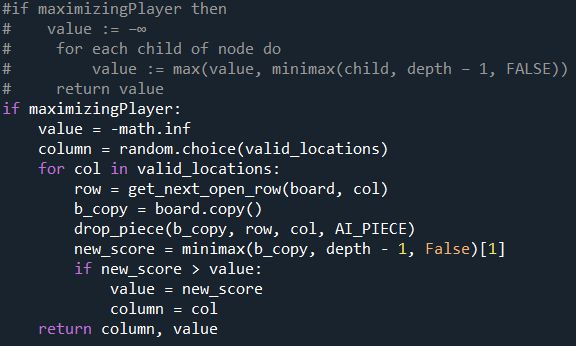 #if maximizingPlayer then
#    value := −∞
#     for each child of node do
#         value := max(value, minimax(child, depth − 1, FALSE))
#     return value
if maximizingPlayer:
    value = -math.inf
    column = random.choice(valid_locations)
    for col in valid_locations:
        row = get_next_open_row(board, col)
        b_copy = board.copy()
        drop_piece(b_copy, row, col, AI_PIECE)
        new_score = minimax(b_copy, depth - 1, False)[1]
        if new_score > value:
            value = new_score
            column = col
    return column, value